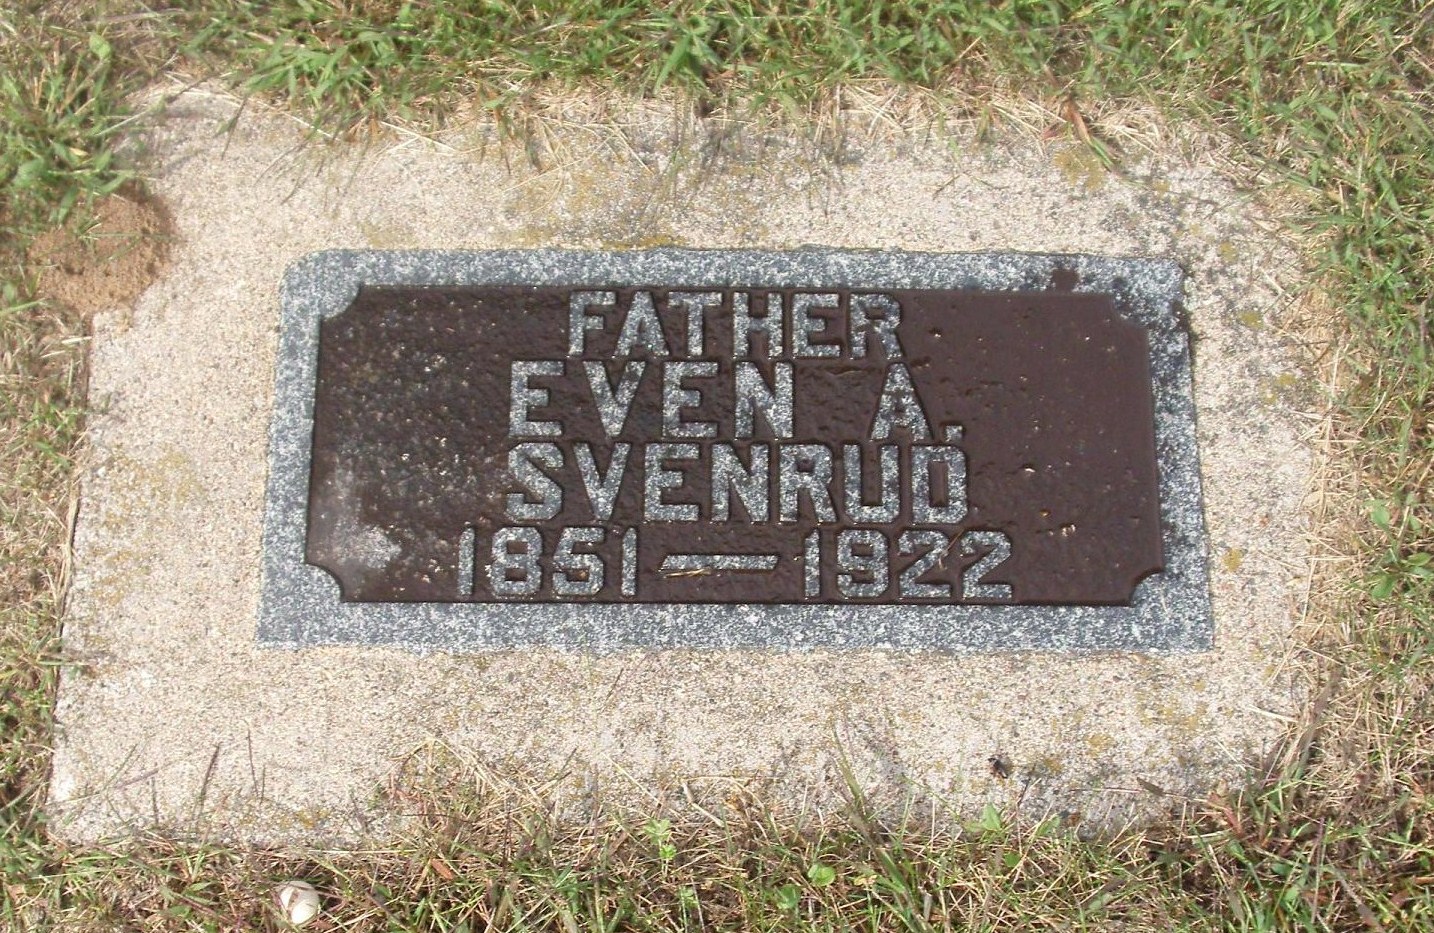 FATHER
EVEN A.
SVENRUD
1851 — 1922